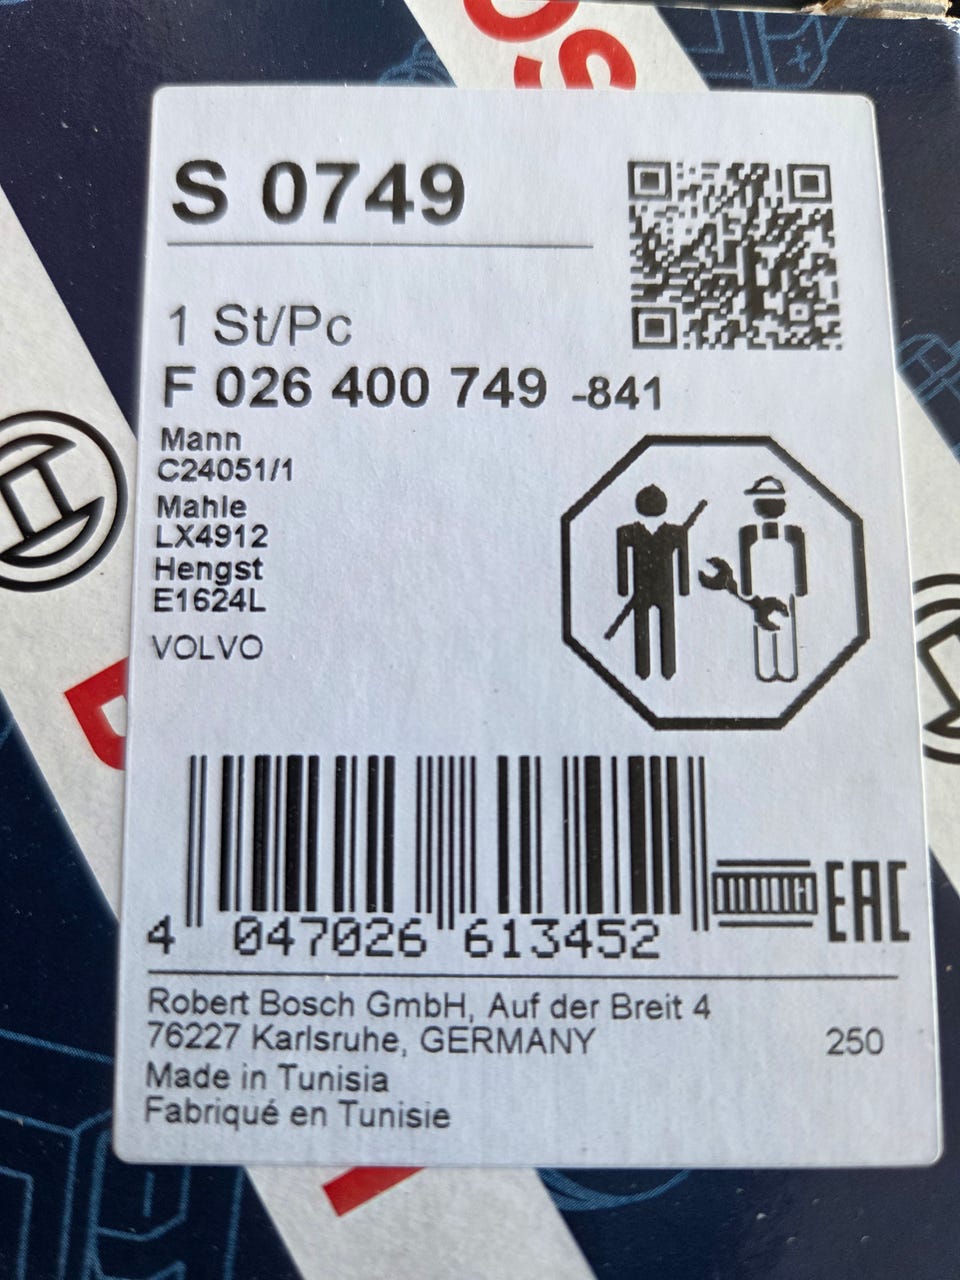 OS
S 0749
1 St/Pc
F 026 400 749 -841
Mann
C24051/1
Mahle
LX4912
Hengst
E1624L
VOLVO
4 047026 613452
EAC
Robert Bosch GmbH, Auf der Breit 4
76227 Karlsruhe, GERMANY
250
Made in Tunisia
Fabriqué en Tunisie